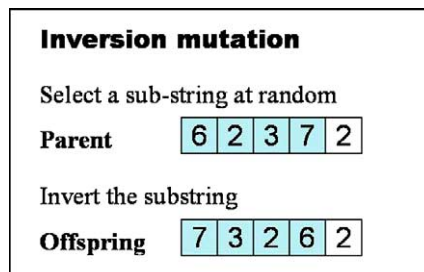 Inversion mutation
Select a sub-string at random
Parent 6 2 3 7 2
Invert the substring
Offspring 7 3 2 6 2